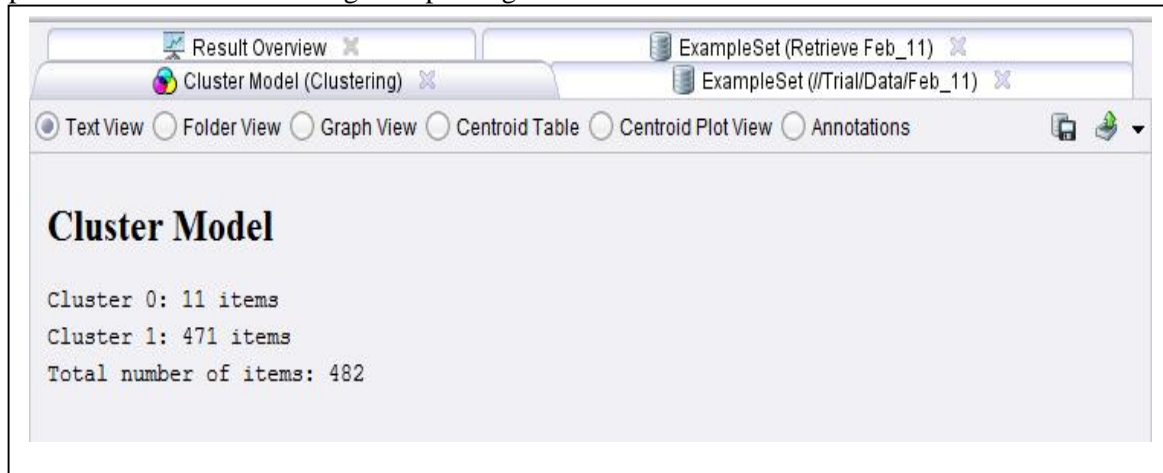 Result Overview
ExampleSet (Retrieve Feb_11)
Cluster Model (Clustering)
ExampleSet (//Trial/Data/Feb_11)
Text View Folder View Graph View Centroid Table Centroid Plot View Annotations
Cluster Model
Cluster 0: 11 items
Cluster 1: 471 items
Total number of items: 482